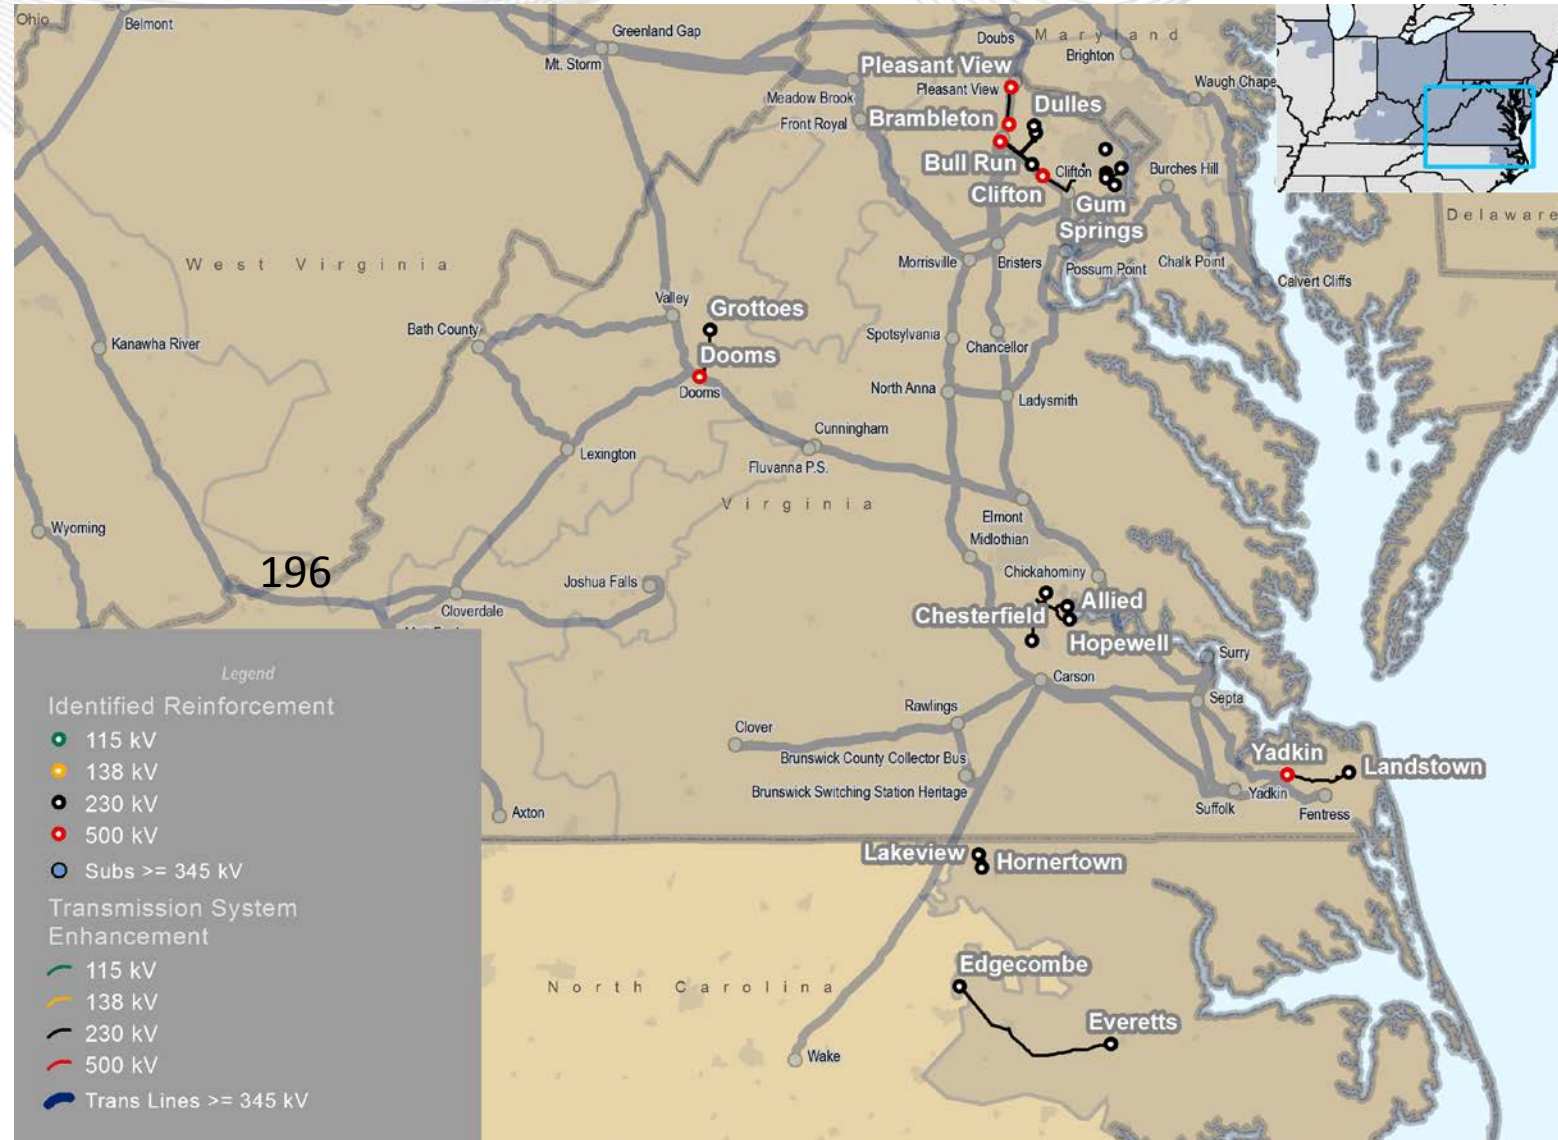 Ohio
Belmont
Greenland Gap
Mt. Storm
Doubs
Maryland
Brighton
Pleasant View
Pleasant View
Waugh Chape
Meadow Brook
Front Royal
Brambleton
Dulles
Bull Run
Clifton
Clifton
Burches Hill
Gum
Springs
Delaware
West Virginia
Morrisville
Bristers
Possum Point
Chalk Point
Calvert Cliffs
Valley
Grottoes
Bath County
Kanawha River
Spotsylvania
Chancellor
Dooms
Dooms
North Anna
Ladysmith
Cunningham
Lexington
Fluvanna P.S.
Virginia
Elmont
Wyoming
Midlothian
196
Joshua Falls
Chickahominy
Cloverdale
Allied
Chesterfield
Hopewell
Surry
Carson
Septa
Rawlings
Clover
Brunswick County Collector Bus
Brunswick Switching Station Heritage
Yadkin
Landstown
Yadkin
Suffolk
Fentress
Axton
Lakeview
Hornertown
Edgecombe
North Carolina
Everetts
Wake
Legend
Identified Reinforcement
115 kV
138 kV
230 kV
500 kV
Subs >= 345 kV
Transmission System
Enhancement
115 kV
138 kV
230 kV
500 kV
Trans Lines >= 345 kV